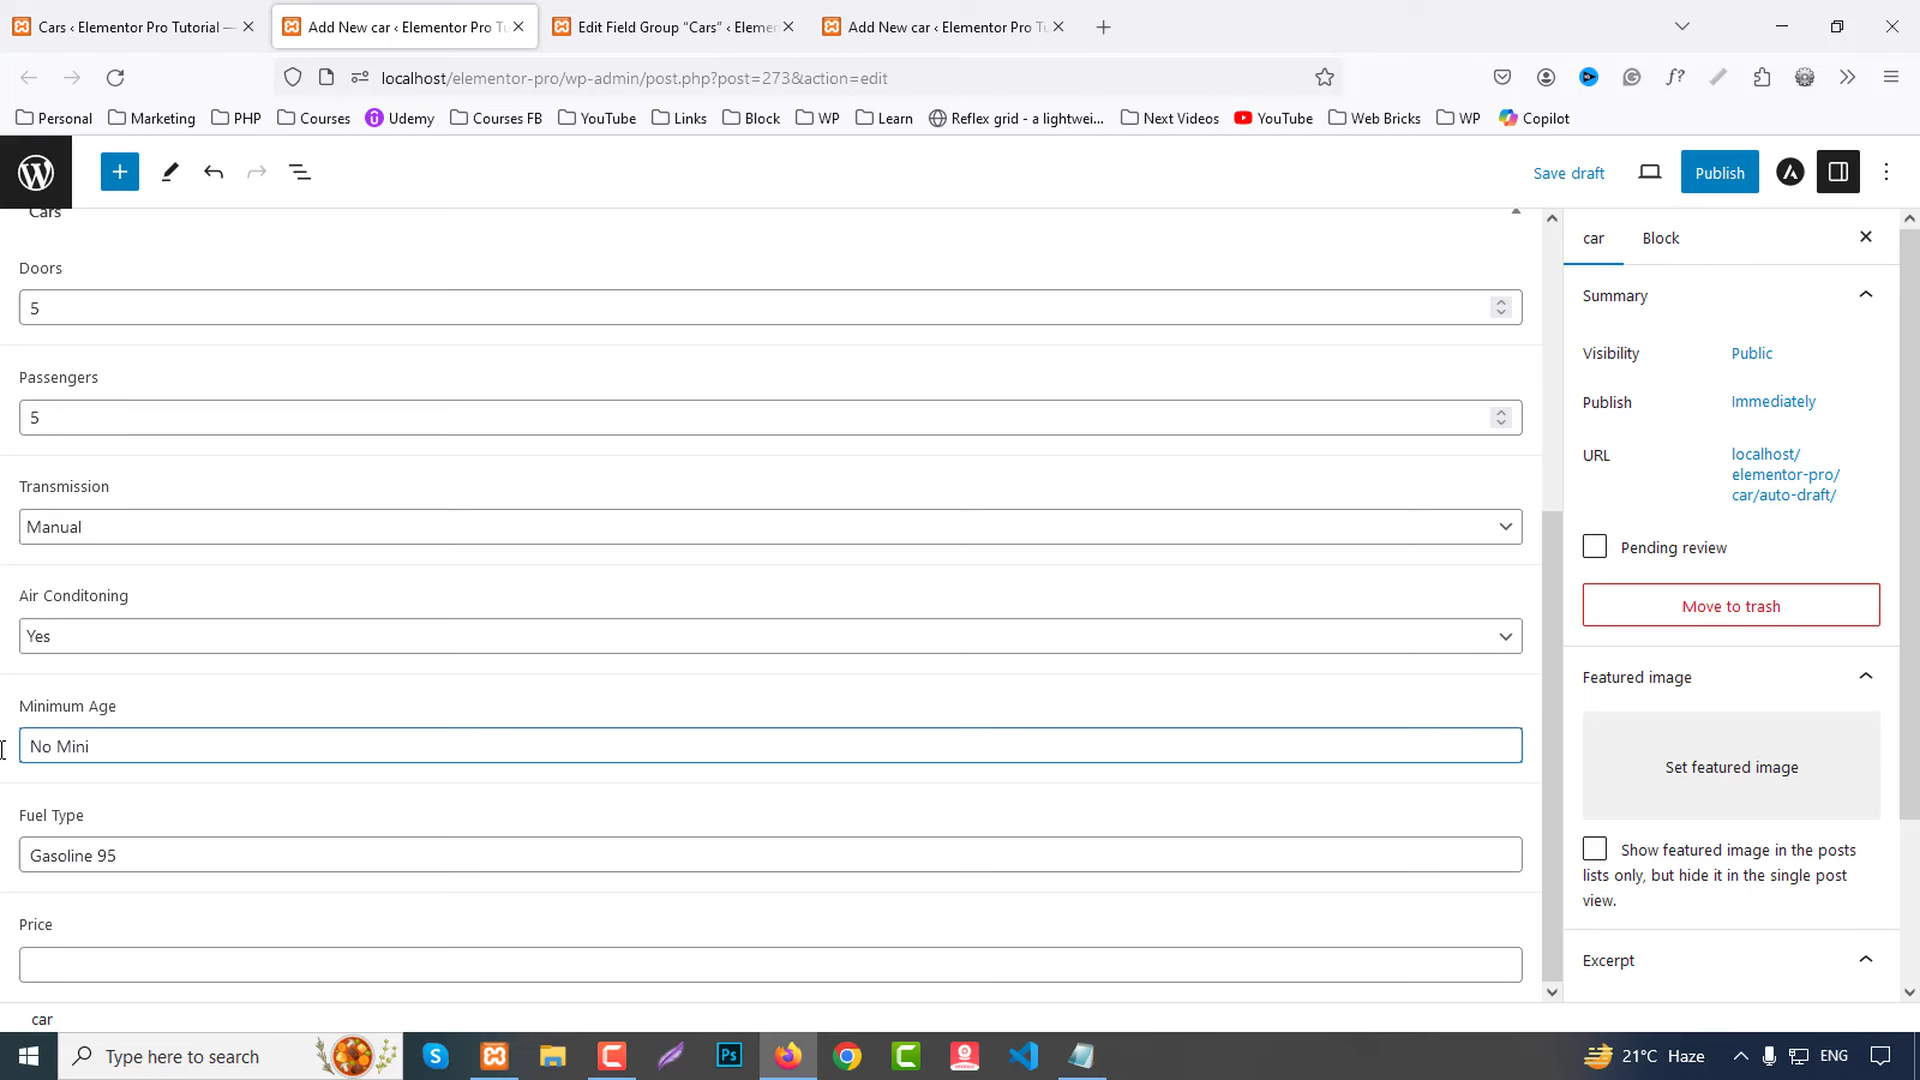 Cars ‹ Elementor Pro Tutorial —
Add New car ‹ Elementor Pro Tu
Edit Field Group “Cars” ‹ Elemen
Add New car ‹ Elementor Pro Tu
localhost/elementor-pro/wp-admin/post.php?post=273&action=edit
Personal
Marketing
PHP
Courses
Udemy
Courses FB
YouTube
Links
Block
WP
Learn
Reflex grid - a lightwei...
Next Videos
YouTube
Web Bricks
WP
Copilot
Save draft
Publish
Cars
Doors
5
Passengers
5
Transmission
Manual
Air Conditoning
Yes
Minimum Age
No Mini
Fuel Type
Gasoline 95
Price
car
car
Block
Summary
Visibility
Public
Publish
Immediately
URL
localhost/
elementor-pro/
car/auto-draft/
Pending review
Move to trash
Featured image
Set featured image
Show featured image in the posts
lists only, but hide it in the single post
view.
Excerpt
Type here to search
21°C Haze
ENG